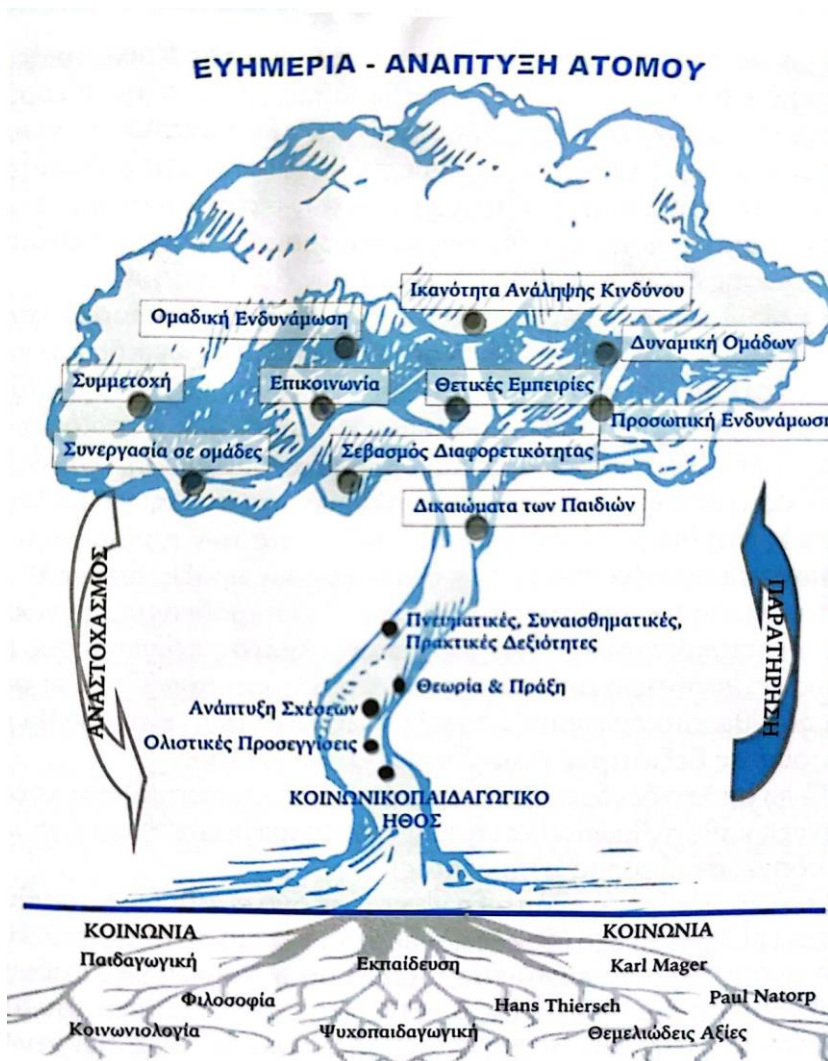 ΕΥΗΜΕΡΙΑ - ΑΝΑΠΤΥΞΗ ΑΤΟΜΟΥ
Ικανότητα Ανάληψης Κινδύνου
Ομαδική Ενδυνάμωση
Δυναμική Ομάδων
Συμμετοχή
Επικοινωνία
Θετικές Εμπειρίες
Προσωπική Ενδυνάμωση
Συνεργασία σε ομάδες
Σεβασμός Διαφορετικότητας
Δικαιώματα των Παιδιών
ΑΝΑΣΤΟΧΑΣΜΟΣ
ΠΑΡΑΤΗΡΗΣΗ
Πνευματικές, Συναισθηματικές,
Πρακτικές Δεξιότητες
Θεωρία & Πράξη
Ανάπτυξη Σχέσεων
Ολιστικές Προσεγγίσεις
ΚΟΙΝΩΝΙΚΟΠΑΙΔΑΓΩΓΙΚΟ
ΗΘΟΣ
ΚΟΙΝΩΝΙΑ
ΚΟΙΝΩΝΙΑ
Παιδαγωγική
Εκπαίδευση
Karl Mager
Φιλοσοφία
Hans Thiersch
Paul Natorp
Κοινωνιολογία
Ψυχοπαιδαγωγική
Θεμελιώδεις Αξίες